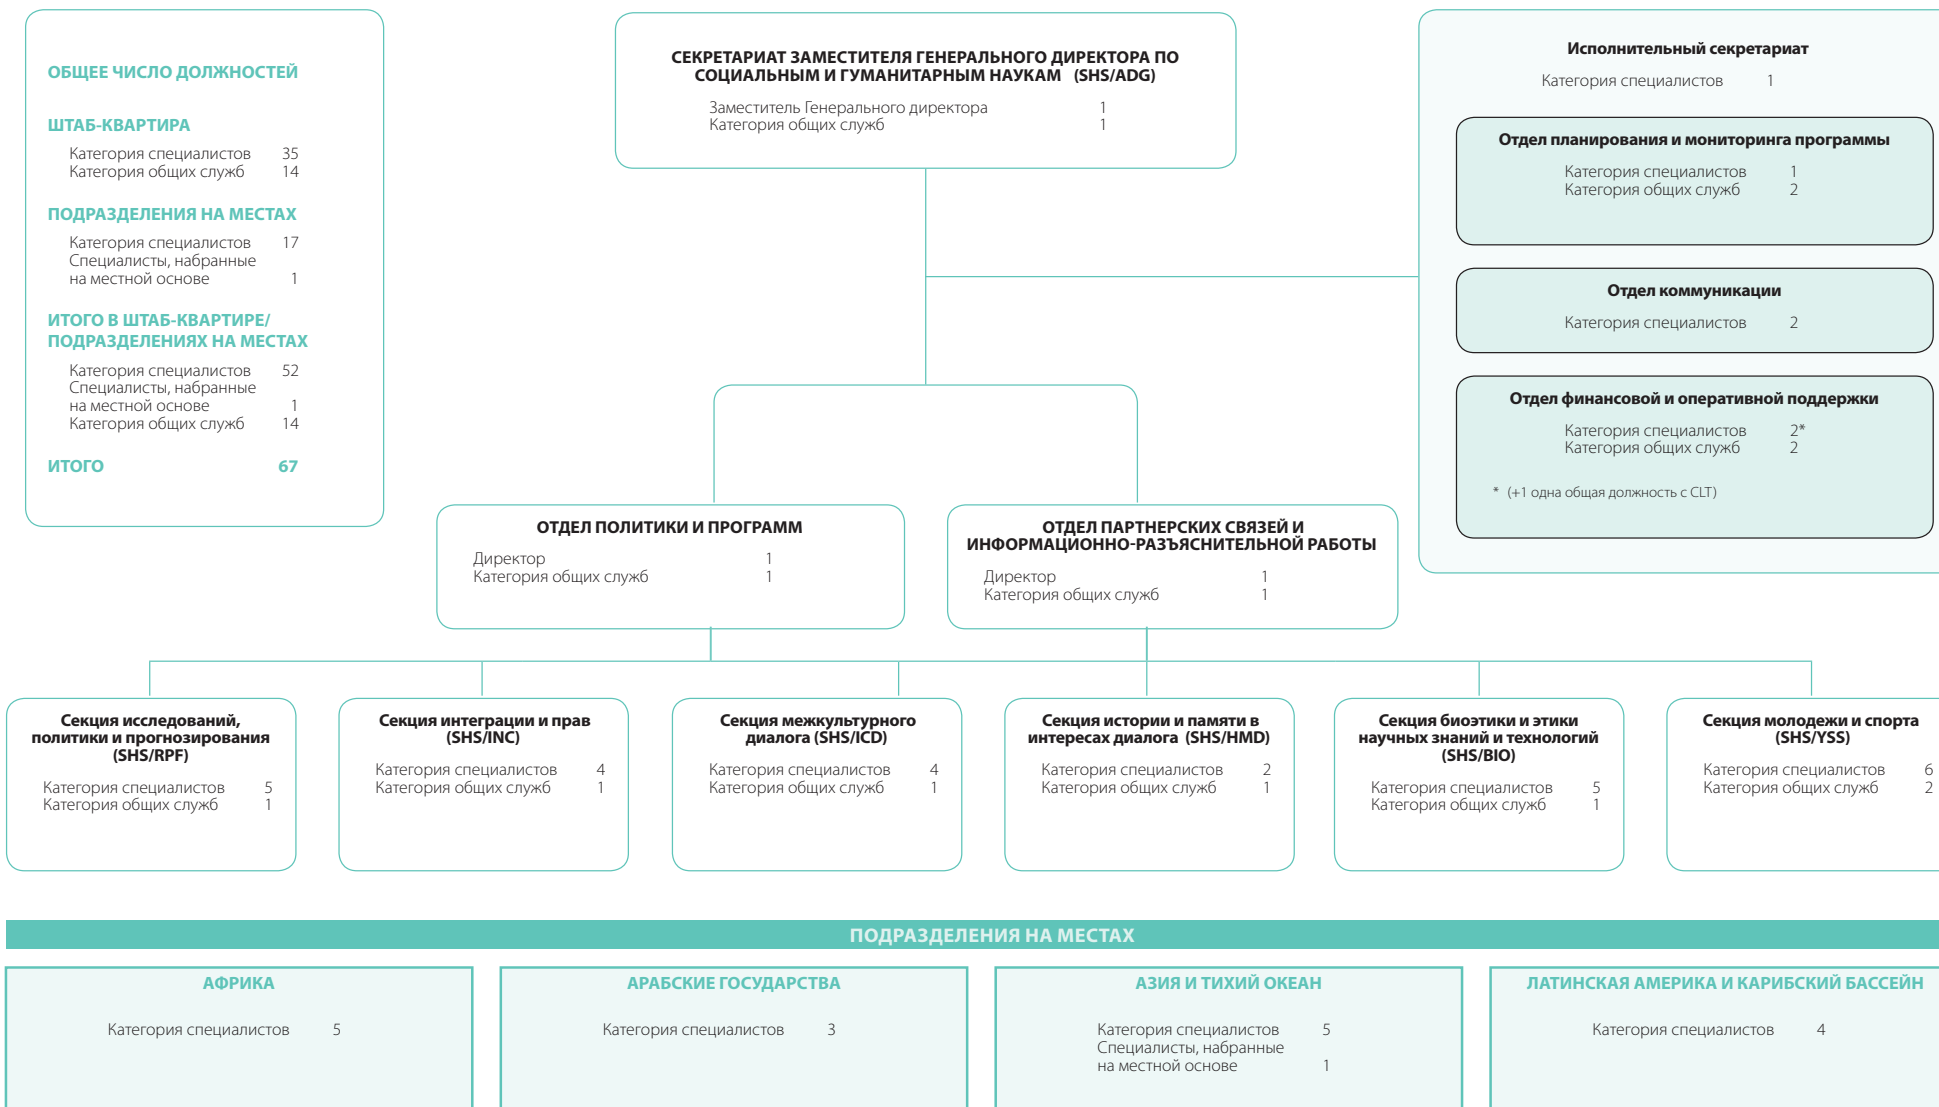 ОБЩЕЕ ЧИСЛО ДОЛЖНОСТЕЙ
ШТАБ-КВАРТИРА
Категория специалистов 35
Категория общих служб 14
ПОДРАЗДЕЛЕНИЯ НА МЕСТАХ
Категория специалистов 17
Специалисты, набранные
на местной основе 1
ИТОГО В ШТАБ-КВАРТИРЕ/
ПОДРАЗДЕЛЕНИЯХ НА МЕСТАХ
Категория специалистов 52
Специалисты, набранные
на местной основе 1
Категория общих служб 14
ИТОГО 67
СЕКРЕТАРИАТ ЗАМЕСТИТЕЛЯ ГЕНЕРАЛЬНОГО ДИРЕКТОРА ПО
СОЦИАЛЬНЫМ И ГУМАНИТАРНЫМ НАУКАМ (SHS/ADG)
Заместитель Генерального директора 1
Категория общих служб 1
Исполнительный секретариат
Категория специалистов 1
Отдел планирования и мониторинга программы
Категория специалистов 1
Категория общих служб 2
Отдел коммуникации
Категория специалистов 2
Отдел финансовой и оперативной поддержки
Категория специалистов 2*
Категория общих служб 2
* (+1 одна общая должность с CLT)
ОТДЕЛ ПОЛИТИКИ И ПРОГРАММ
Директор 1
Категория общих служб 1
ОТДЕЛ ПАРТНЕРСКИХ СВЯЗЕЙ И
ИНФОРМАЦИОННО-РАЗЪЯСНИТЕЛЬНОЙ РАБОТЫ
Директор 1
Категория общих служб 1
Секция исследований,
политики и прогнозирования
(SHS/RPF)
Категория специалистов 5
Категория общих служб 1
Секция интеграции и прав
(SHS/INC)
Категория специалистов 4
Категория общих служб 1
Секция межкультурного
диалога (SHS/ICD)
Категория специалистов 4
Категория общих служб 1
Секция истории и памяти в
интересах диалога (SHS/HMD)
Категория специалистов 2
Категория общих служб 1
Секция биоэтики и этики
научных знаний и технологий
(SHS/BIO)
Категория специалистов 5
Категория общих служб 1
Секция молодежи и спорта
(SHS/YSS)
Категория специалистов 6
Категория общих служб 2
ПОДРАЗДЕЛЕНИЯ НА МЕСТАХ
АФРИКА
Категория специалистов 5
АРАБСКИЕ ГОСУДАРСТВА
Категория специалистов 3
АЗИЯ И ТИХИЙ ОКЕАН
Категория специалистов 5
Специалисты, набранные
на местной основе 1
ЛАТИНСКАЯ АМЕРИКА И КАРИБСКИЙ БАССЕЙН
Категория специалистов 4